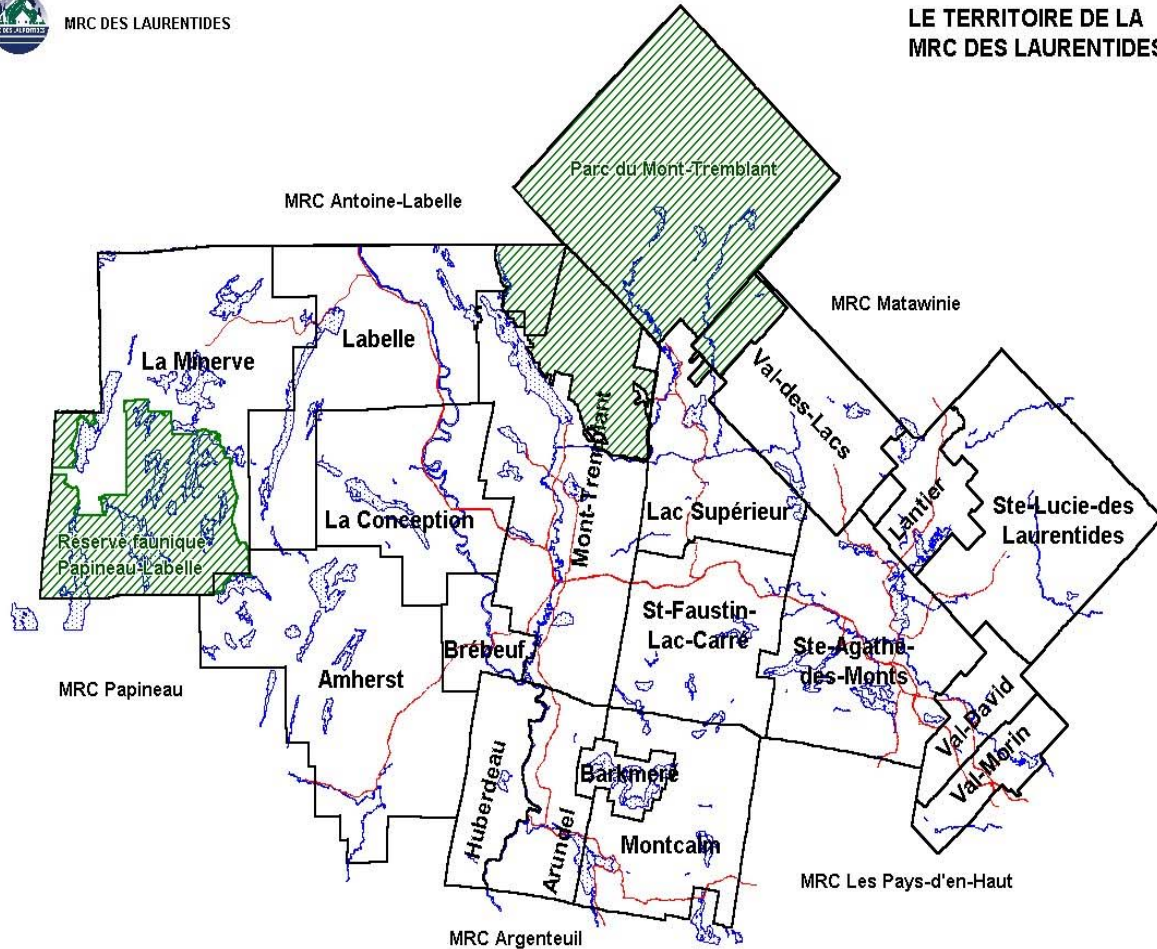 MRC DES LAURENTIDES
LE TERRITOIRE DE LA
MRC DES LAURENTIDES
Parc du Mont-Tremblant
MRC Antoine-Labelle
MRC Matawinie
Labelle
La Minerve
Val-des-Lacs
Mont-Tremblant
Lantier
Ste-Lucie-des
Laurentides
La Conception
Lac Supérieur
Réserve faunique
Papineau-Labelle
St-Faustin-
Lac-Carré
Brébeuf
Ste-Agathe-
des-Monts
Amherst
MRC Papineau
Val-David
Val-Morin
Huberdeau
Barkmere
Arundel
Montcalm
MRC Les Pays-d'en-Haut
MRC Argenteuil